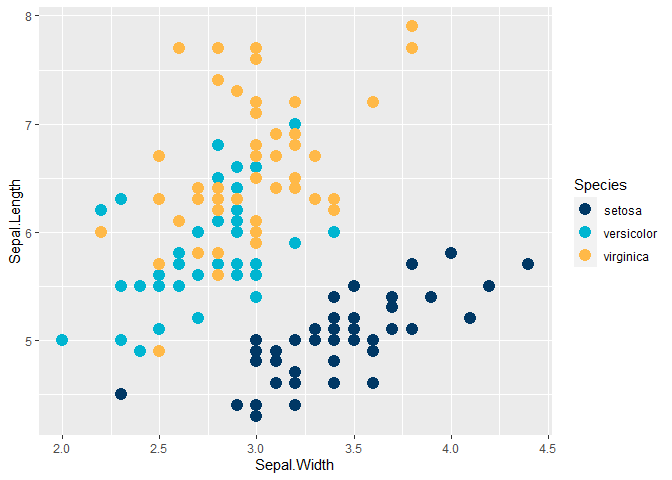 8
7
6
5
Sepal.Length
2.0 2.5 3.0 3.5 4.0 4.5
Sepal.Width
Species
setosa
versicolor
virginica